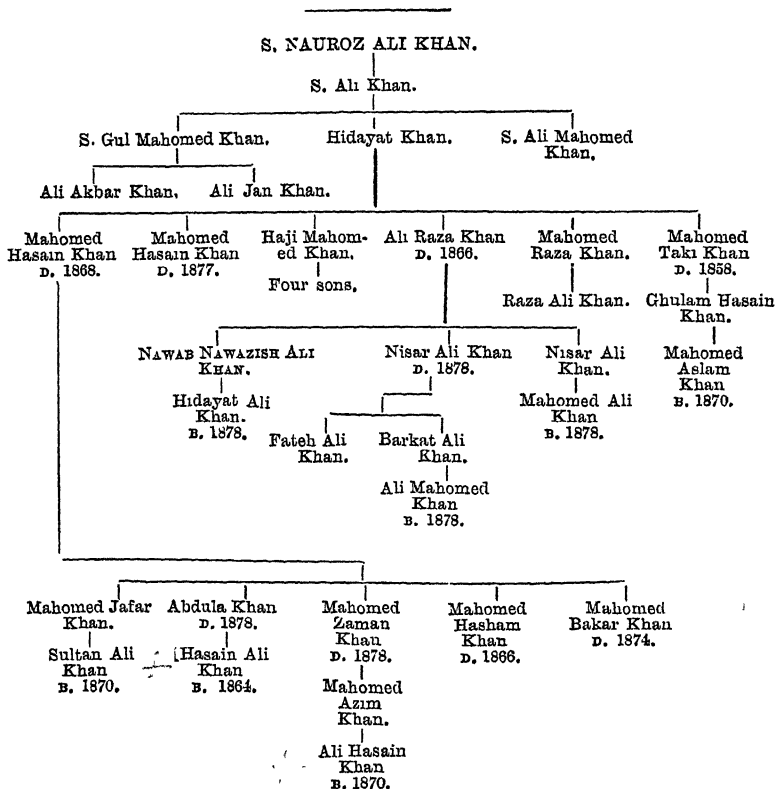 S. NAUROZ ALI KHAN.
S. Ali Khan.
S. Gul Mahomed Khan. Hidayat Khan. S. Ali Mahomed
Khan.
Ali Akbar Khan. Ali Jan Khan.
Mahomed Mahomed Haji Mahom- Ali Raza Khan Mahomed Mahomed
Hasain Khan Hasain Khan ed Khan. D. 1866. Raza Khan. Taki Khan
D. 1868. D. 1877. D. 1858.
Four sons.
Raza Ali Khan. Ghulam Hasain
Khan.
NAWAB NAWAZISH ALI Nisar Ali Khan Nisar Ali Mahomed
KHAN. D. 1878. Khan. Aslam
Khan
Hidayat Ali Mahomed Ali B. 1870.
Khan. Khan
B. 1878. B. 1878.
Fateh Ali Barkat Ali
Khan. Khan.
Ali Mahomed
Khan
B. 1878.
Mahomed Jafar Abdula Khan Mahomed Mahomed Mahomed
Khan. D. 1878. Zaman Hasham Bakar Khan
Khan Khan D. 1874.
D. 1878. D. 1866.
Sultan Ali [Hasain Ali
Khan Khan
B. 1870. B. 1864.
Mahomed
Azim
Khan.
Ali Hasain
Khan
B. 1870.